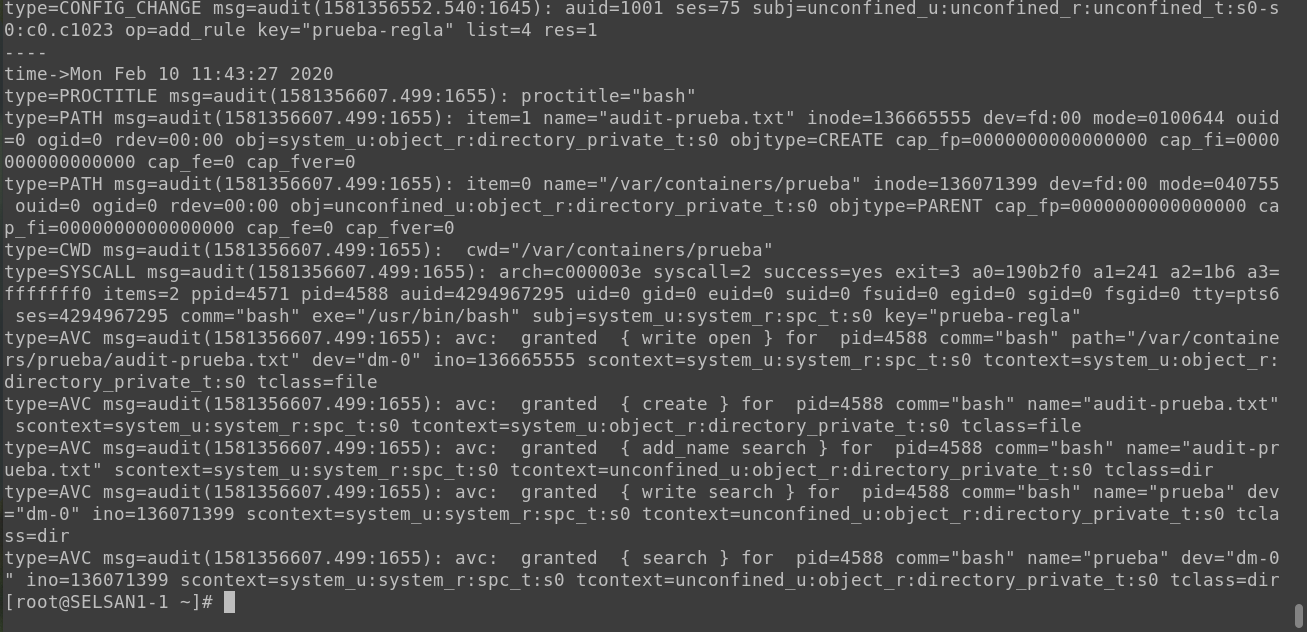 type=CONFIG_CHANGE msg=audit(1581356552.540:1645): auid=1001 ses=75 subj=unconfined_u:unconfined_r:unconfined_t:s0-s
0:c0.c1023 op=add_rule key="prueba-regla" list=4 res=1
----
time->Mon Feb 10 11:43:27 2020
type=PROCTITLE msg=audit(1581356607.499:1655): proctitle="bash"
type=PATH msg=audit(1581356607.499:1655): item=1 name="audit-prueba.txt" inode=136665555 dev=fd:00 mode=0100644 ouid
=0 ogid=0 rdev=00:00 obj=system_u:object_r:directory_private_t:s0 objtype=CREATE cap_fp=0000000000000000 cap_fi=0000
000000000000 cap_fe=0 cap_fver=0
type=PATH msg=audit(1581356607.499:1655): item=0 name="/var/containers/prueba" inode=136071399 dev=fd:00 mode=040755
 ouid=0 ogid=0 rdev=00:00 obj=unconfined_u:object_r:directory_private_t:s0 objtype=PARENT cap_fp=0000000000000000 ca
p_fi=0000000000000000 cap_fe=0 cap_fver=0
type=CWD msg=audit(1581356607.499:1655):  cwd="/var/containers/prueba"
type=SYSCALL msg=audit(1581356607.499:1655): arch=c000003e syscall=2 success=yes exit=3 a0=190b2f0 a1=241 a2=1b6 a3=
fffffff0 items=2 ppid=4571 pid=4588 auid=4294967295 uid=0 gid=0 euid=0 suid=0 fsuid=0 egid=0 sgid=0 fsgid=0 tty=pts6
 ses=4294967295 comm="bash" exe="/usr/bin/bash" subj=system_u:system_r:spc_t:s0 key="prueba-regla"
type=AVC msg=audit(1581356607.499:1655): avc:  granted  { write open } for  pid=4588 comm="bash" path="/var/containe
rs/prueba/audit-prueba.txt" dev="dm-0" ino=136665555 scontext=system_u:system_r:spc_t:s0 tcontext=system_u:object_r:
directory_private_t:s0 tclass=file
type=AVC msg=audit(1581356607.499:1655): avc:  granted  { create } for  pid=4588 comm="bash" name="audit-prueba.txt"
 scontext=system_u:system_r:spc_t:s0 tcontext=system_u:object_r:directory_private_t:s0 tclass=file
type=AVC msg=audit(1581356607.499:1655): avc:  granted  { add_name search } for  pid=4588 comm="bash" name="audit-pr
ueba.txt" scontext=system_u:system_r:spc_t:s0 tcontext=unconfined_u:object_r:directory_private_t:s0 tclass=dir
type=AVC msg=audit(1581356607.499:1655): avc:  granted  { write search } for  pid=4588 comm="bash" name="prueba" dev
="dm-0" ino=136071399 scontext=system_u:system_r:spc_t:s0 tcontext=unconfined_u:object_r:directory_private_t:s0 tcla
ss=dir
type=AVC msg=audit(1581356607.499:1655): avc:  granted  { search } for  pid=4588 comm="bash" name="prueba" dev="dm-0
" ino=136071399 scontext=system_u:system_r:spc_t:s0 tcontext=unconfined_u:object_r:directory_private_t:s0 tclass=dir
[root@SELSAN1-1 ~]#